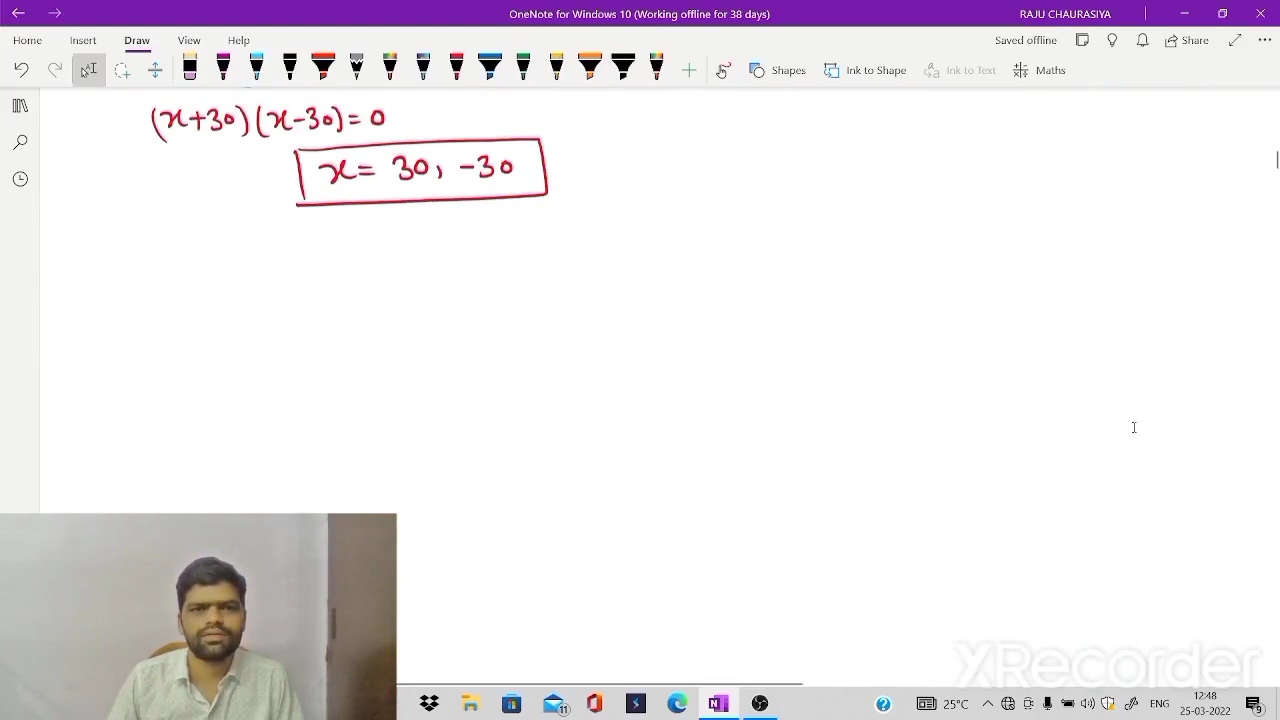 OneNote for Windows 10 (Working offline for 38 days)
RAJU CHAURASIYA
Home Insert Draw View Help
Saved offline Share
Shapes Ink to Shape Ink to Text Maths
(x+30)(x-30)=0
x= 30, -30
XRecorder
11
25°C
ENG
12:48
25-03-2022
9